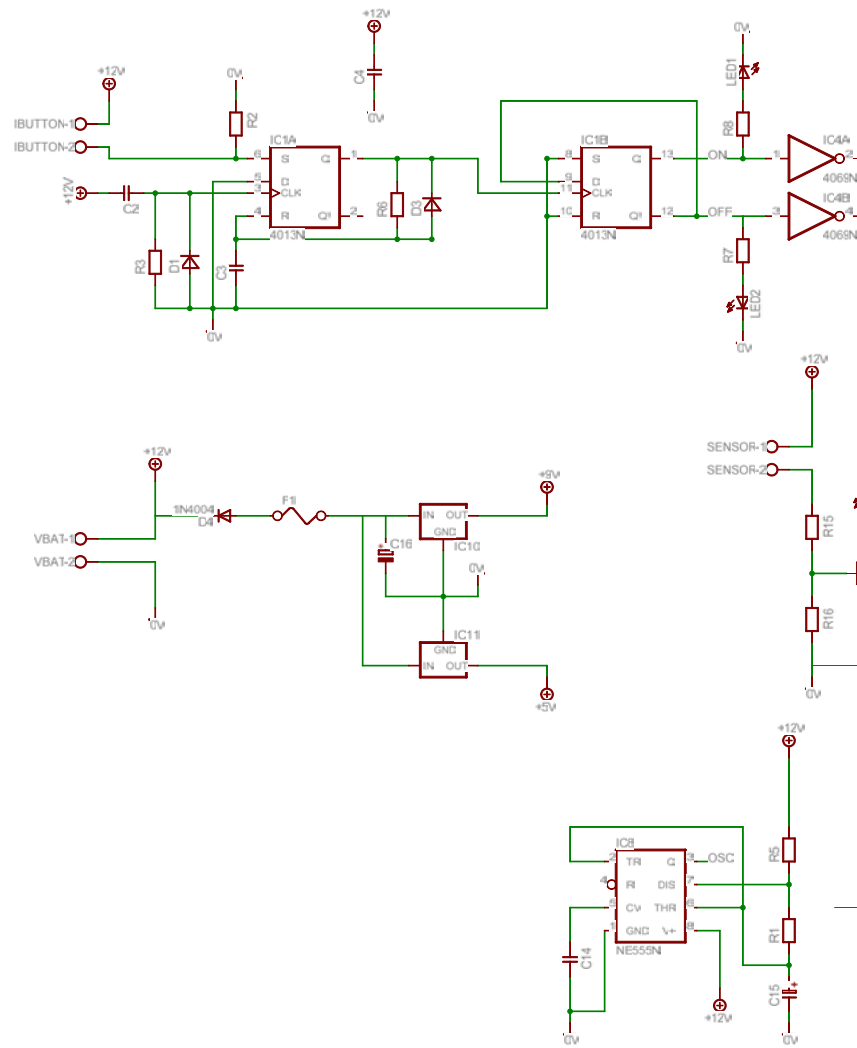 +12V
0V
+12V
0V
C4
LED1
IBUTTON-1
IBUTTON-2
R2
0V
R8
IC1A
6 S Q 1
5 D
3 CLK
4 R Q! 2
4013N
IC1B
8 S Q 13
9 D
11 CLK
10 R Q! 12
4013N
ON
OFF
IC4A
1 2
4069N
IC4B
3 4
4069N
+12V
C2
R6
D3
R3
D1
C3
R7
LED2
0V
0V
+12V
SENSOR-1
SENSOR-2
+12V
+9V
1N4004
D4
F1
IN OUT
GND
IC10
C16
R15
VBAT-1
VBAT-2
0V
0V
R16
IC11
GND
IN OUT
+5V
0V
+12V
IC8
2 TR Q 3
OSC
4 RI DIS 7
5 CV THR 6
1 GND V+ 8
NE555N
R5
R1
C14
C15
+12V
0V
0V